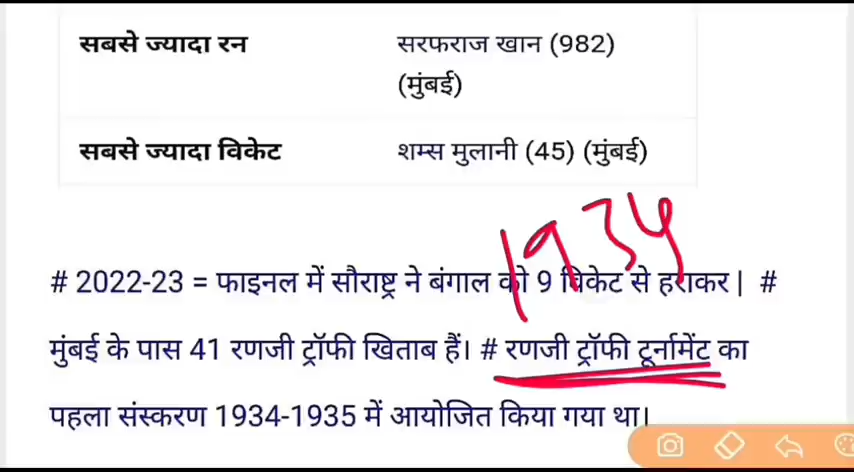 सबसे ज्यादा रन सरफराज खान (982)
(मुंबई)
सबसे ज्यादा विकेट शम्स मुलानी (45) (मुंबई)
1934
# 2022-23 = फाइनल में सौराष्ट्र ने बंगाल को 9 विकेट से हराकर | #
मुंबई के पास 41 रणजी ट्रॉफी खिताब हैं। # रणजी ट्रॉफी टूर्नामेंट का
पहला संस्करण 1934-1935 में आयोजित किया गया था।